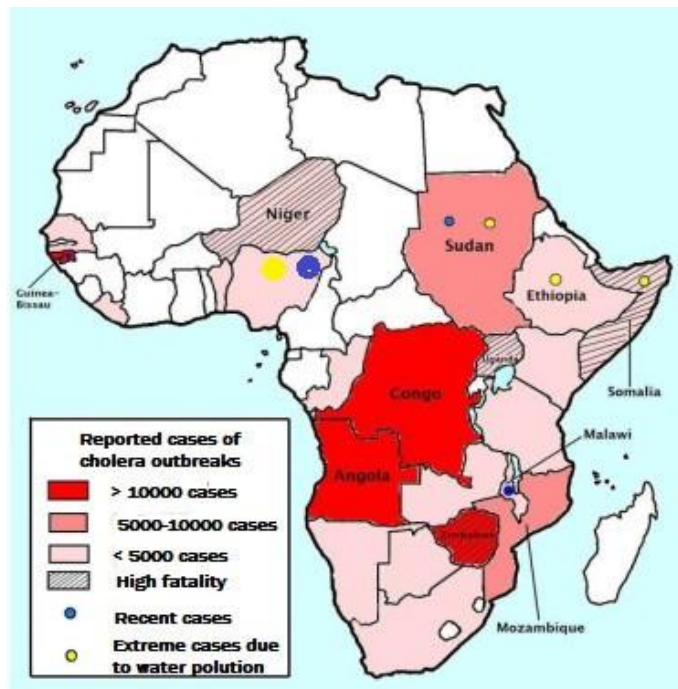 Niger
Sudan
Guinea-
Bissau
Ethiopia
Uganda
Somalia
Congo
Malawi
Angola
Zimbabwe
Mozambique
Reported cases of
cholera outbreaks
> 10000 cases
5000-10000 cases
< 5000 cases
High fatality
Recent cases
Extreme cases due
to water polution